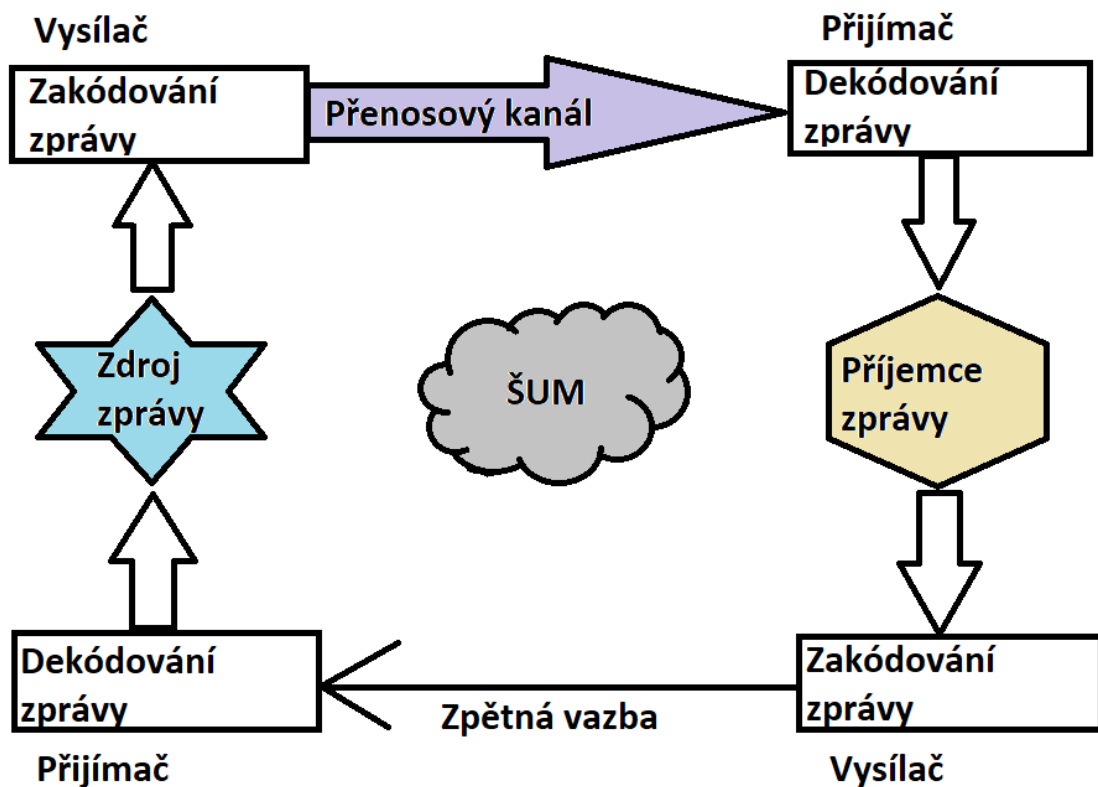 Vysílač
Přijímač
Zakódování
zprávy
Přenosový kanál
Dekódování
zprávy
Zdroj
zprávy
ŠUM
Příjemce
zprávy
Dekódování
zprávy
Zpětná vazba
Zakódování
zprávy
Přijímač
Vysílač